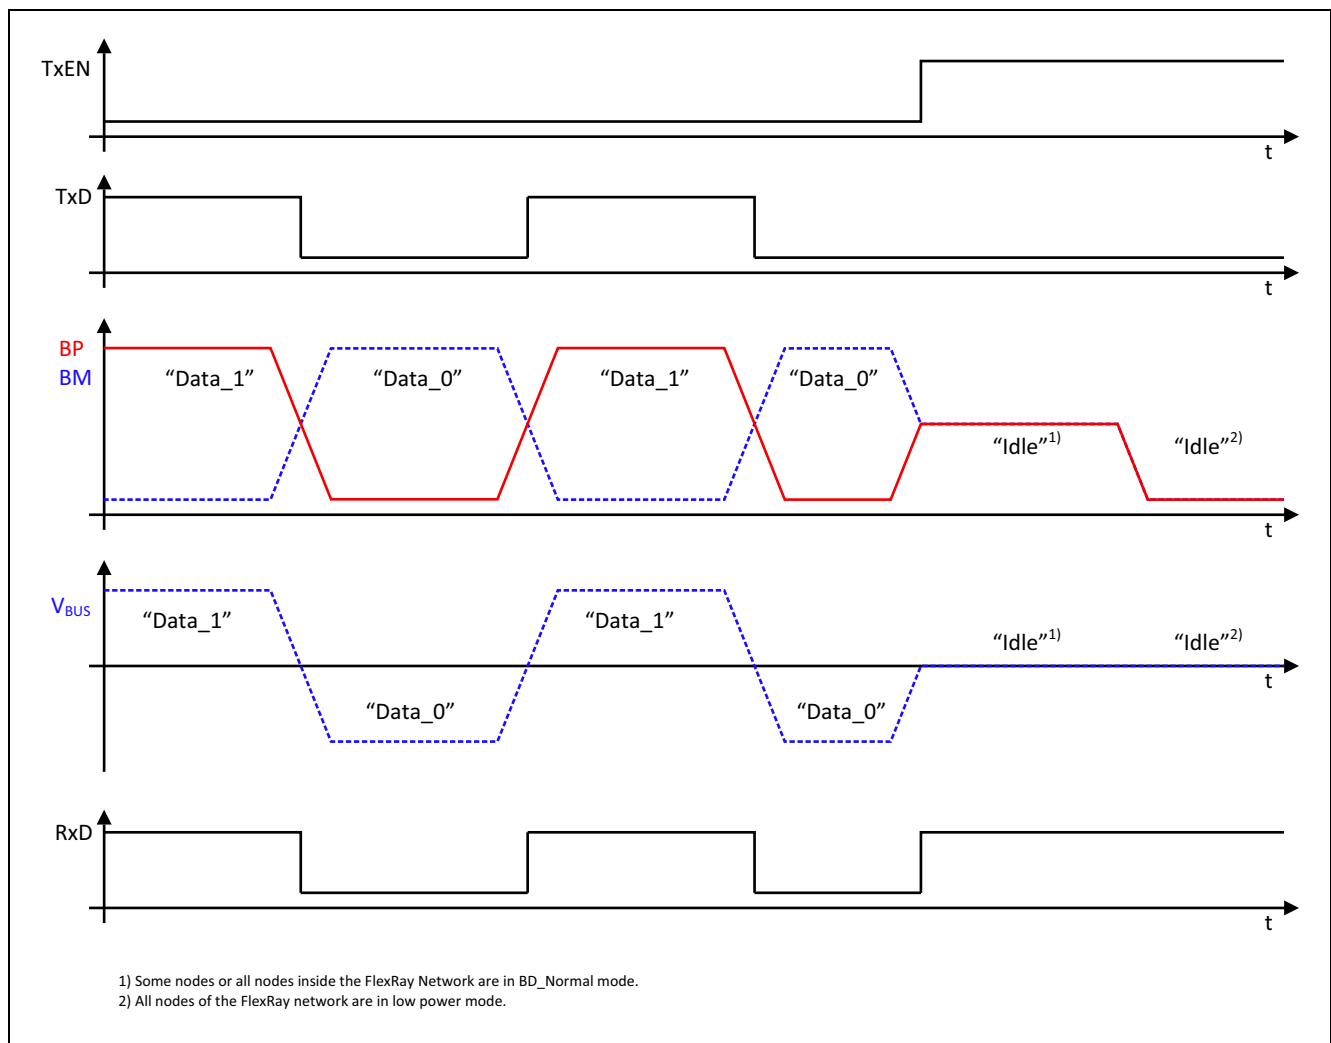 TxEN
t
TxD
t
BP
BM
“Data_1” “Data_0” “Data_1” “Data_0”
“Idle”1) “Idle”2)
t
VBUS
“Data_1” “Data_1”
“Idle”1) “Idle”2)
t
“Data_0” “Data_0”
RxD
t
1) Some nodes or all nodes inside the FlexRay Network are in BD_Normal mode.
2) All nodes of the FlexRay network are in low power mode.